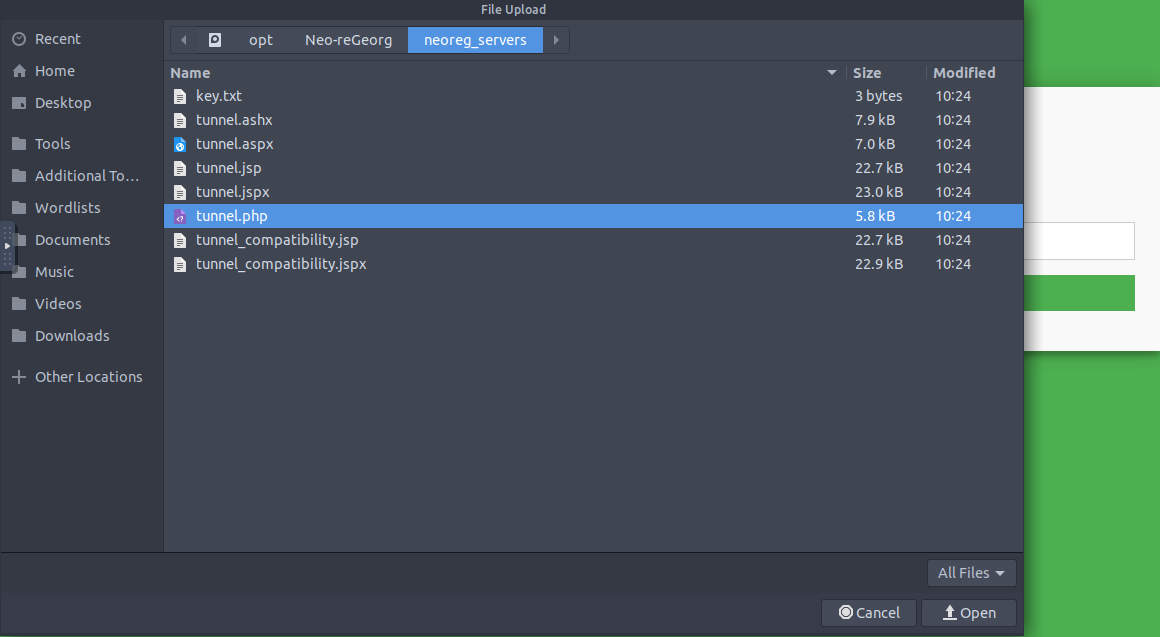 File Upload
Recent
Home
Desktop
Tools
Additional To...
Wordlists
Documents
Music
Videos
Downloads
Other Locations
opt Neo-reGeorg neoreg_servers
Name Size Modified
key.txt 3 bytes 10:24
tunnel.ashx 7.9 kB 10:24
tunnel.aspx 7.0 kB 10:24
tunnel.jsp 22.7 kB 10:24
tunnel.jspx 23.0 kB 10:24
tunnel.php 5.8 kB 10:24
tunnel_compatibility.jsp 22.7 kB 10:24
tunnel_compatibility.jspx 22.9 kB 10:24
All Files
Cancel Open